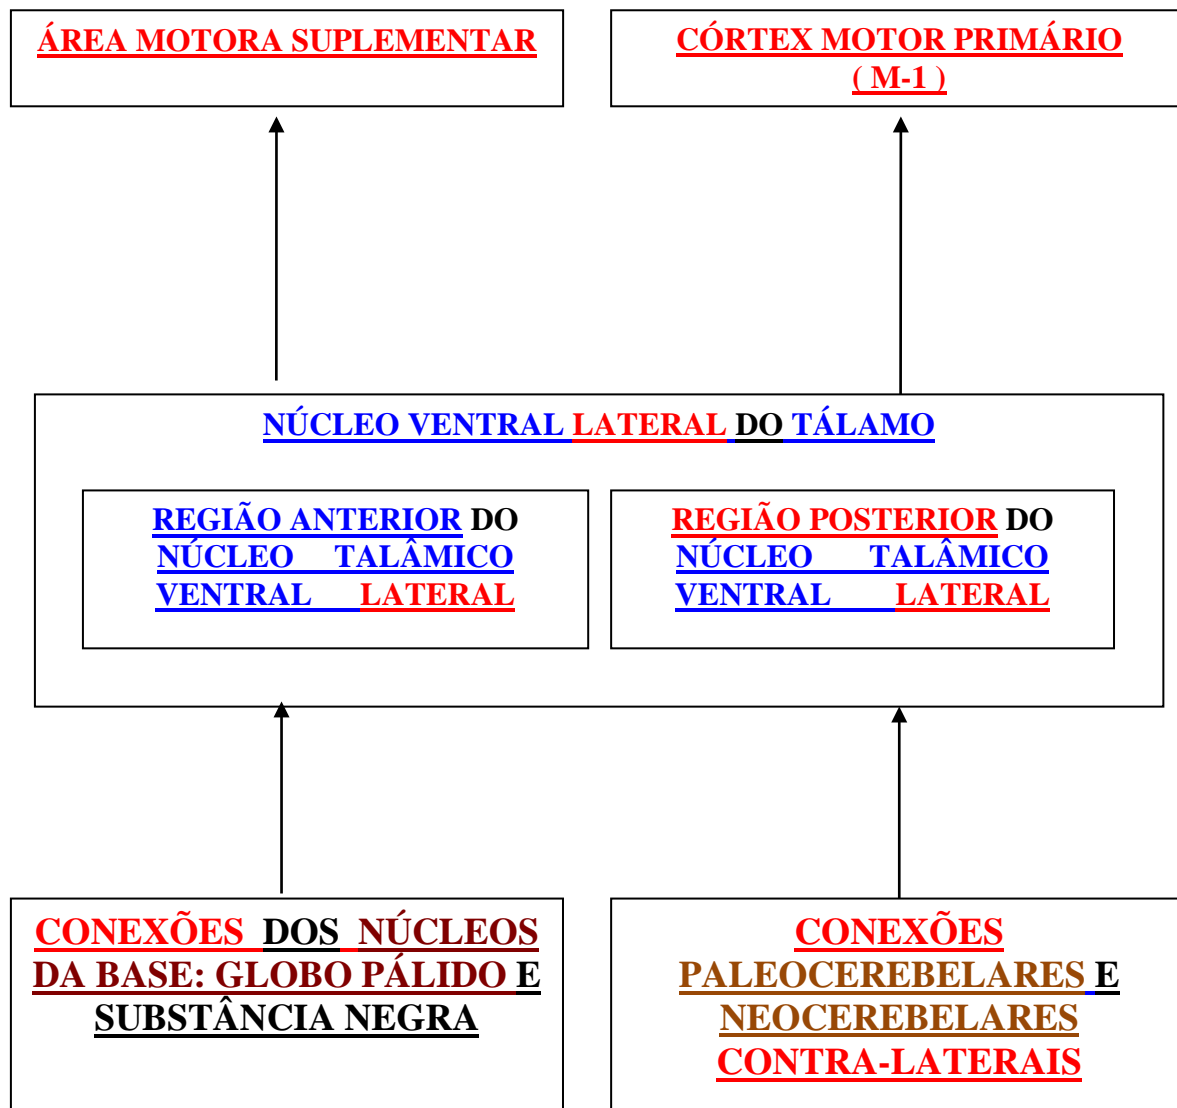 ÁREA MOTORA SUPLEMENTAR
CÓRTEX MOTOR PRIMÁRIO
( M-1 )
NÚCLEO VENTRAL LATERAL DO TÁLAMO
REGIÃO ANTERIOR DO
NÚCLEO TALÂMICO
VENTRAL LATERAL
REGIÃO POSTERIOR DO
NÚCLEO TALÂMICO
VENTRAL LATERAL
CONEXÕES DOS NÚCLEOS
DA BASE: GLOBO PÁLIDO E
SUBSTÂNCIA NEGRA
CONEXÕES
PALEOCEREBELARES E
NEOCEREBELARES
CONTRA-LATERAIS